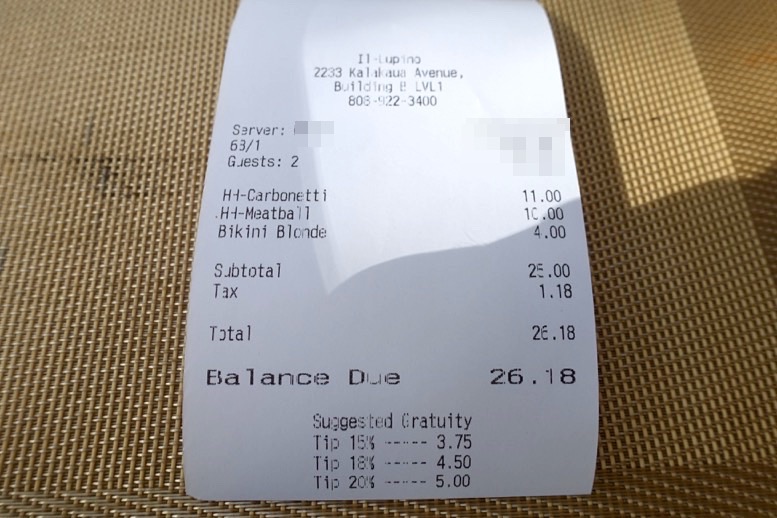 Il-Lupino
2233 Kalakaua Avenue,
Building B LVL1
808-922-3400
Server:
63/1
Guests: 2
HH-Carbonetti 11.00
HH-Meatball 10.00
Bikini Blonde 4.00
Subtotal 25.00
Tax 1.18
Total 26.18
Balance Due 26.18
Suggested Gratuity
Tip 15% ------ 3.75
Tip 18% ------ 4.50
Tip 20% ------ 5.00